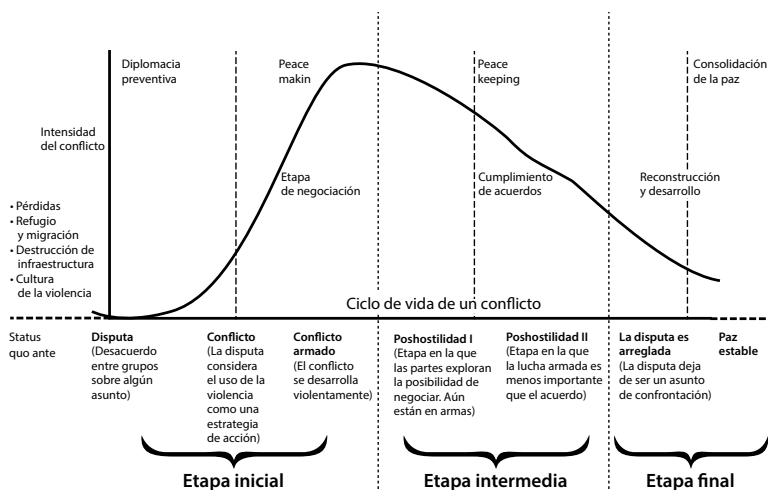 Diplomacia
preventiva
Peace
makin
Peace
keeping
Consolidación
de la paz
Intensidad
del conflicto
Etapa
de negociación
Cumplimiento
de acuerdos
Reconstrucción
y desarrollo
• Pérdidas
• Refugio
y migración
• Destrucción de
infraestructura
• Cultura
de la violencia
Ciclo de vida de un conflicto
Status
quo ante
Disputa
(Desacuerdo
entre grupos
sobre algún
asunto)
Conflicto
(La disputa
considera
el uso de la
violencia
como una
estrategia
de acción)
Conflicto
armado
(El conflicto
se desarrolla
violentamente)
Poshostilidad I
(Etapa en la que
las partes exploran
la posibilidad de
negociar. Aún
están en armas)
Poshostilidad II
(Etapa en la que
la lucha armada es
menos importante
que el acuerdo)
La disputa es
arreglada
(La disputa deja
de ser un asunto
de confrontación)
Paz
estable
Etapa inicial
Etapa intermedia
Etapa final